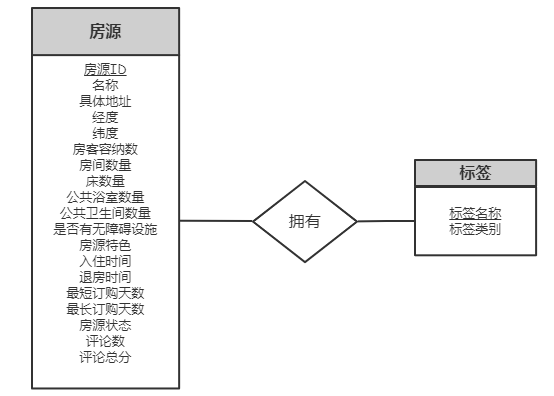 房源
房源ID
名称
具体地址
经度
纬度
房客容纳数
房间数量
床数量
公共浴室数量
公共卫生间数量
是否有无障碍设施
房源特色
入住时间
退房时间
最短订购天数
最长订购天数
房源状态
评论数
评论总分
拥有
标签
标签名称
标签类别